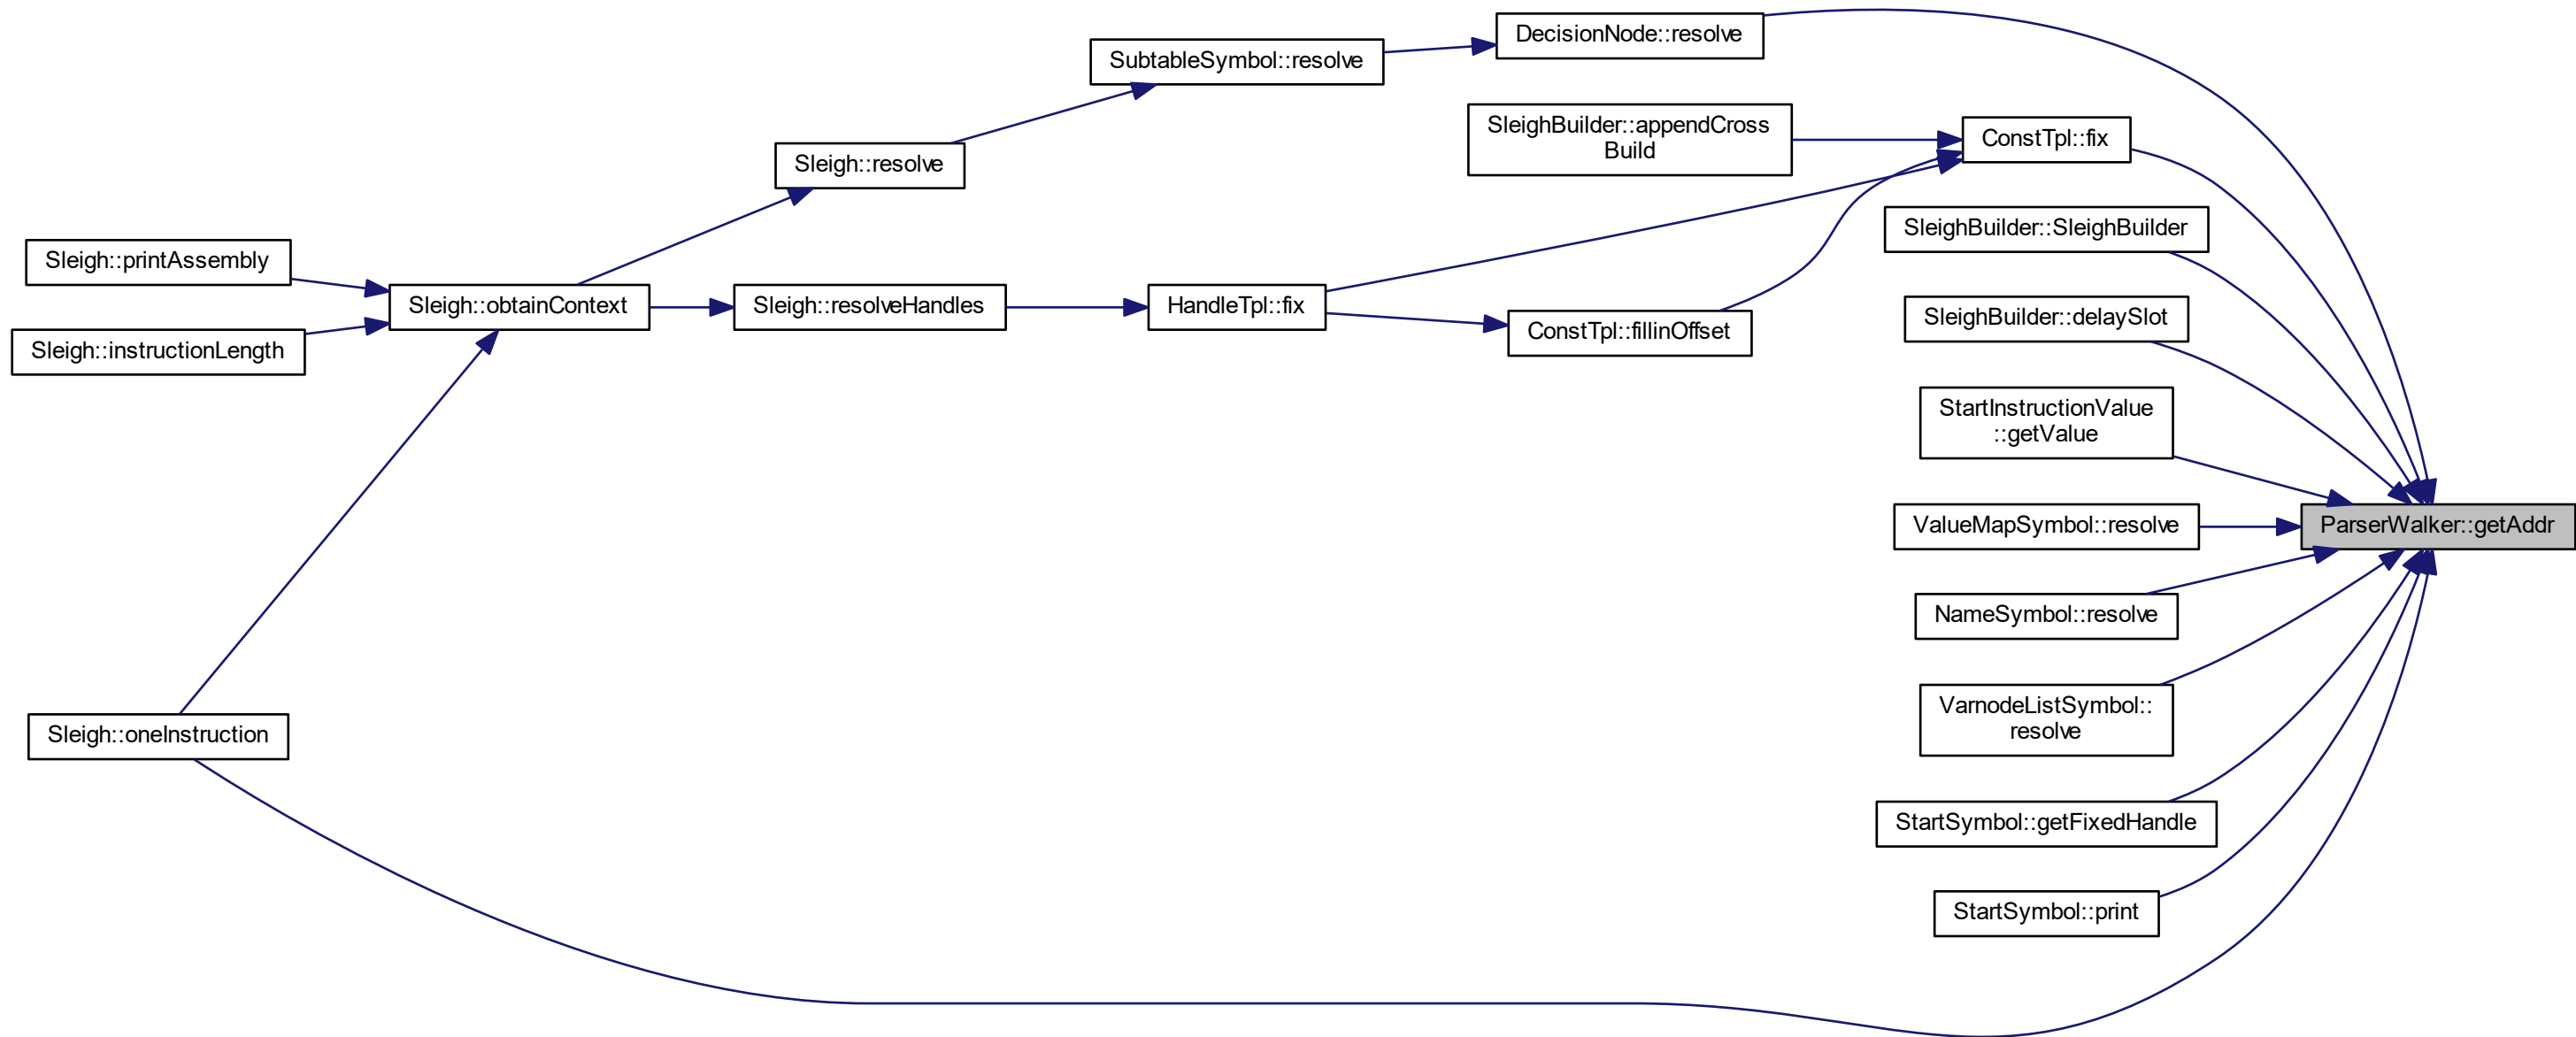 DecisionNode::resolve
SubtableSymbol::resolve
SleighBuilder::appendCross
Build
ConstTpl::fix
Sleigh::resolve
SleighBuilder::SleighBuilder
Sleigh::printAssembly
Sleigh::obtainContext
Sleigh::resolveHandles
HandleTpl::fix
SleighBuilder::delaySlot
ConstTpl::fillinOffset
Sleigh::instructionLength
StartInstructionValue
::getValue
ValueMapSymbol::resolve
ParserWalker::getAddr
NameSymbol::resolve
VarnodeListSymbol::
resolve
Sleigh::oneInstruction
StartSymbol::getFixedHandle
StartSymbol::print